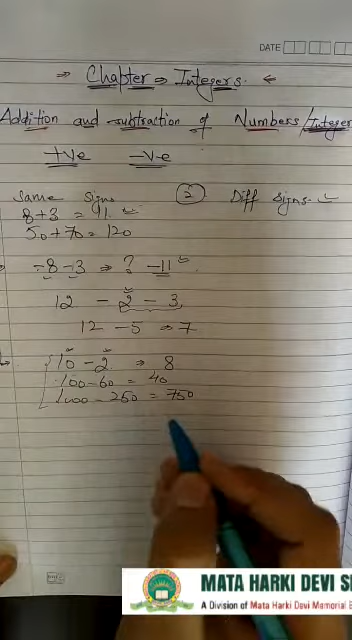 DATE
⇒ Chapter ⇒ Integers. ⇐
Addition and subtraction of Numbers/Integer
+ve -ve
Same signs ② Diff signs.
8+3 = 11.
50+70=120
-8-3 ⇒ ? -11
12 - 2 - 3
12 - 5 ⇒ 7
10 - 2 ⇒ 8
100-60 = 40
1000 - 250 = 750
MATA HARKI DEVI S
A Division of Mata Harki Devi Memorial